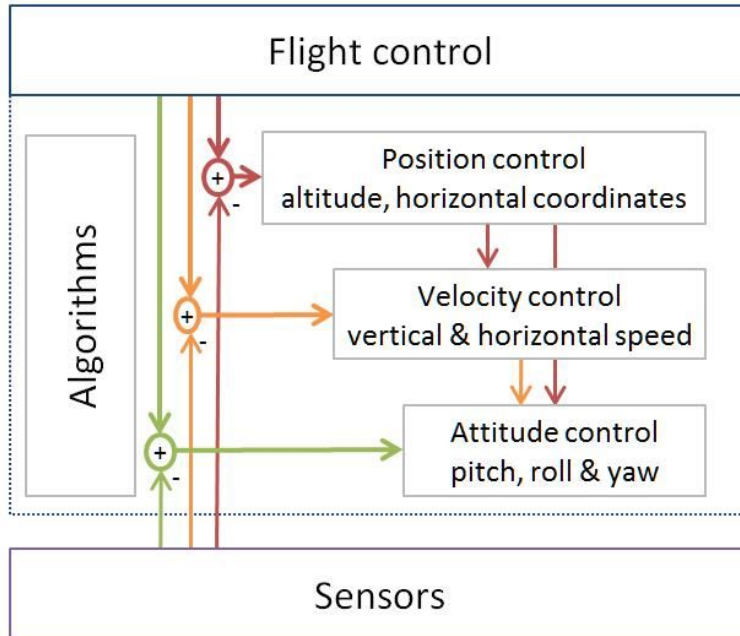 Flight control
Algorithms
+
-
Position control
altitude, horizontal coordinates
+
-
Velocity control
vertical & horizontal speed
+
-
Attitude control
pitch, roll & yaw
Sensors